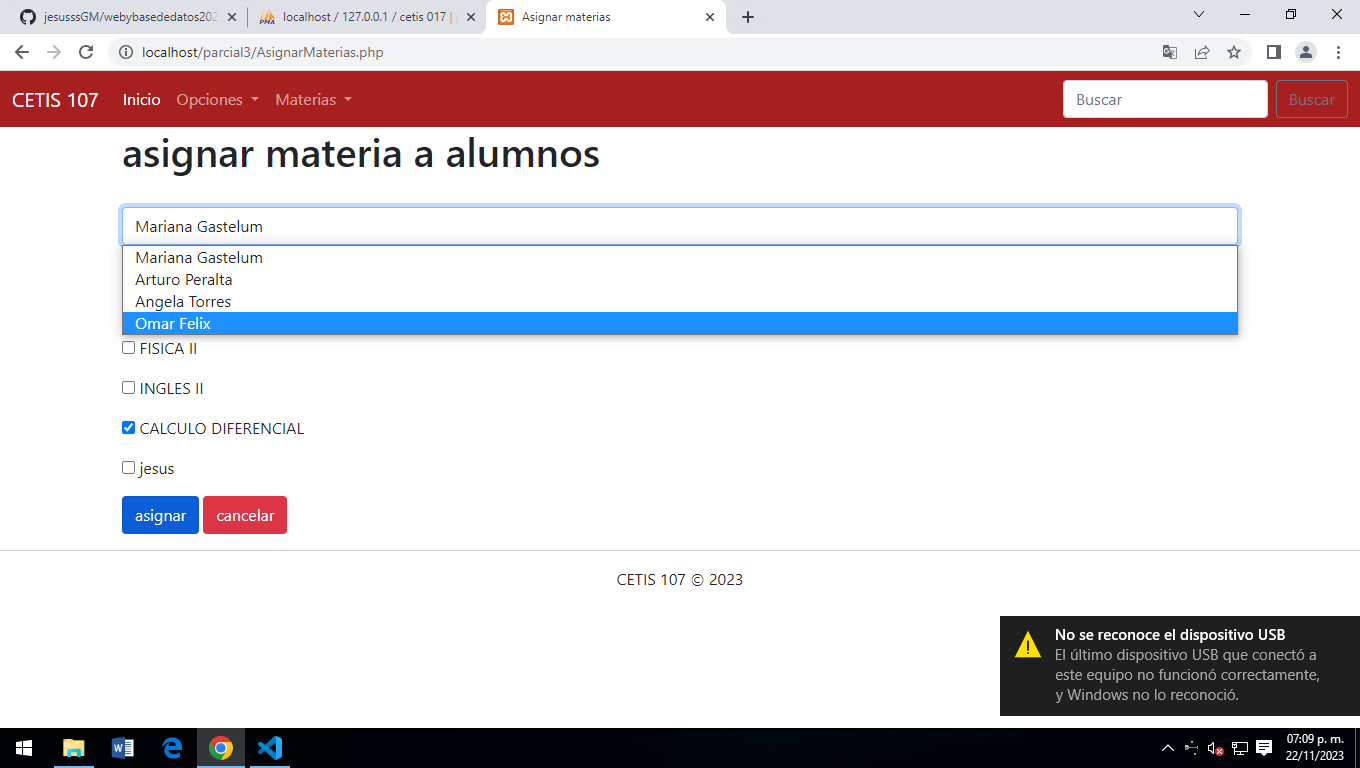 jesusssGM/webybasededatos202
localhost / 127.0.0.1 / cetis 017 |
Asignar materias
localhost/parcial3/AsignarMaterias.php
CETIS 107 Inicio Opciones Materias Buscar Buscar
asignar materia a alumnos
Mariana Gastelum
Mariana Gastelum
Arturo Peralta
Angela Torres
Omar Felix
FISICA II
INGLES II
CALCULO DIFERENCIAL
jesus
asignar cancelar
CETIS 107 © 2023
No se reconoce el dispositivo USB
El último dispositivo USB que conectó a
este equipo no funcionó correctamente,
y Windows no lo reconoció.
07:09 p. m.
22/11/2023